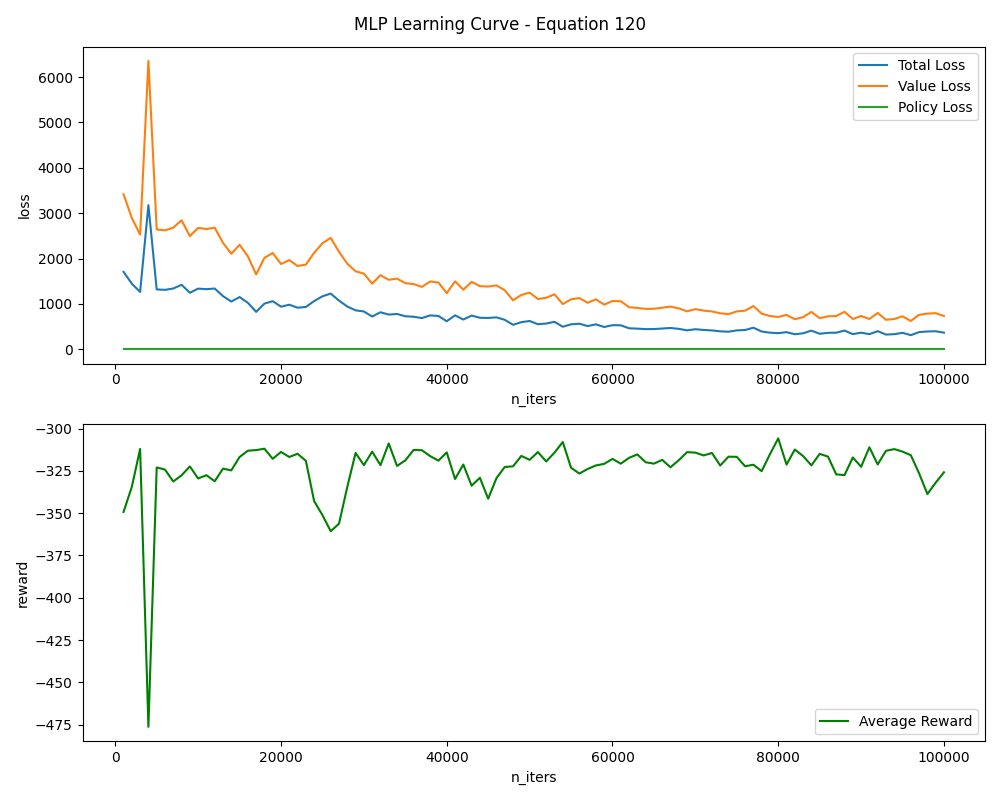 MLP Learning Curve - Equation 120
6000
5000
4000
3000
2000
1000
0
loss
Total Loss
Value Loss
Policy Loss
0 20000 40000 60000 80000 100000
n_iters
−300
−325
−350
−375
−400
−425
−450
−475
reward
Average Reward
0 20000 40000 60000 80000 100000
n_iters